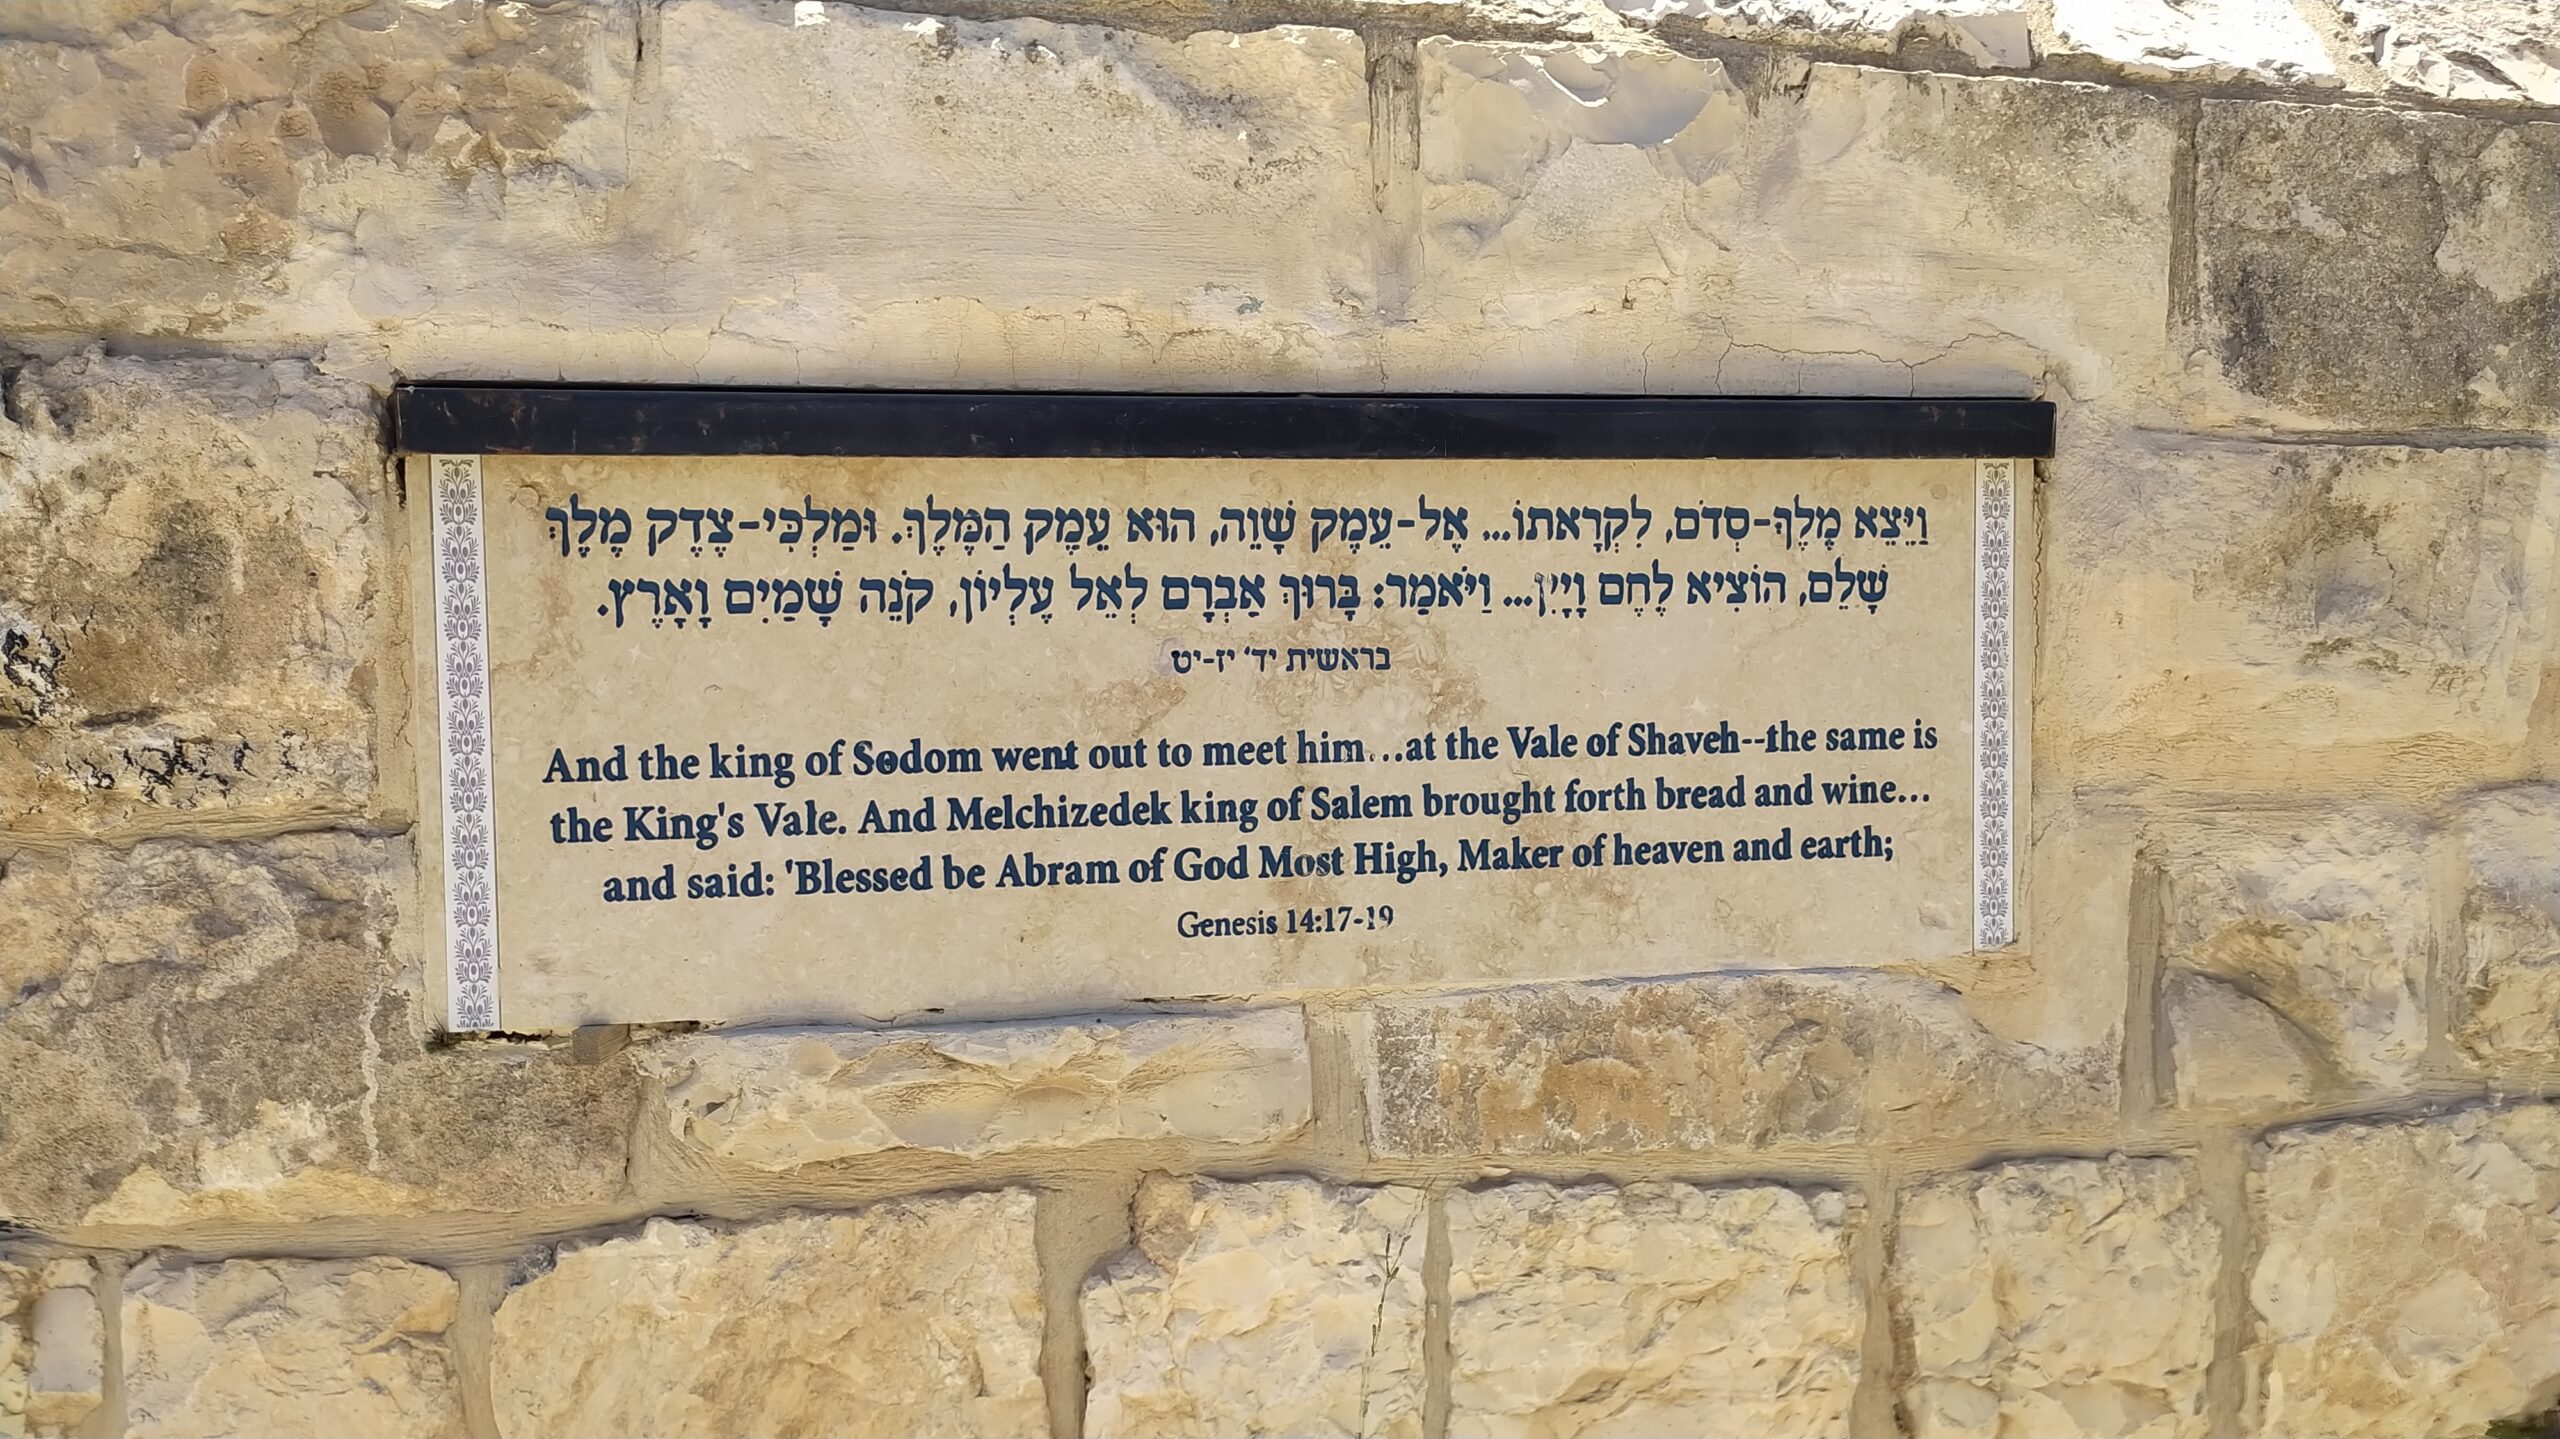 וַיֵּצֵא מֶלֶךְ-סְדֹם, לִקְרָאתוֹ... אֶל-עֵמֶק שָׁוֵה, הוּא עֵמֶק הַמֶּלֶךְ. וּמַלְכִּי-צֶדֶק מֶלֶךְ
שָׁלֵם, הוֹצִיא לֶחֶם וָיָיִן... וַיֹּאמַר: בָּרוּךְ אַבְרָם לְאֵל עֶלְיוֹן, קֹנֵה שָׁמַיִם וָאָרֶץ.
בראשית יד' יז-יט
And the king of Sodom went out to meet him...at the Vale of Shaveh--the same is
the King's Vale. And Melchizedek king of Salem brought forth bread and wine...
and said: 'Blessed be Abram of God Most High, Maker of heaven and earth;
Genesis 14:17-19